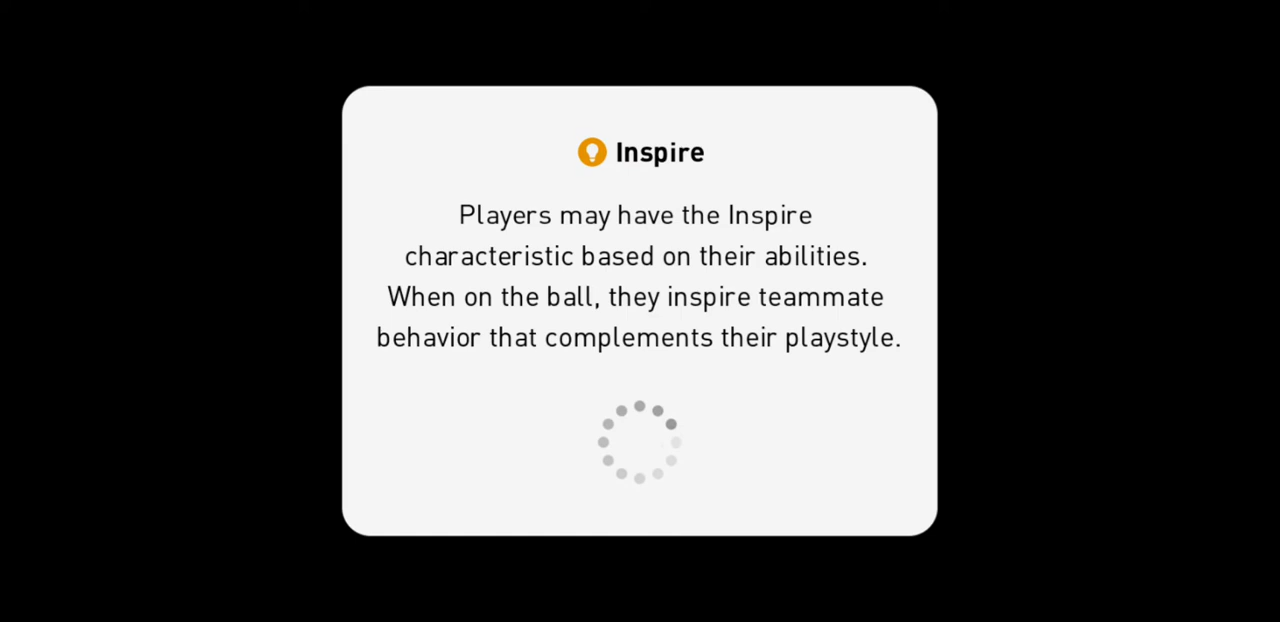 Inspire
Players may have the Inspire
characteristic based on their abilities.
When on the ball, they inspire teammate
behavior that complements their playstyle.